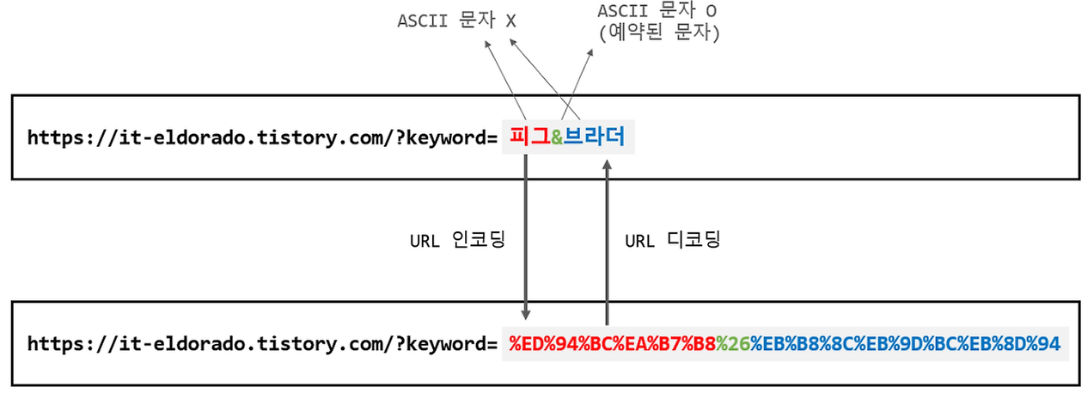 ASCII 문자 X
ASCII 문자 O
(예약된 문자)
https://it-eldorado.tistory.com/?keyword= 피그&브라더
URL 인코딩
URL 디코딩
https://it-eldorado.tistory.com/?keyword= %ED%94%BC%EA%B7%B8%26%EB%B8%8C%EB%9D%BC%EB%8D%94